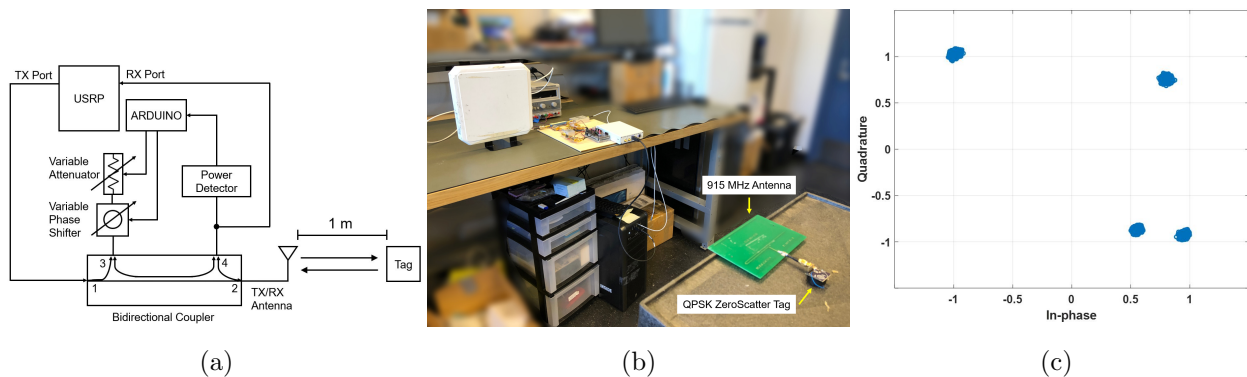 TX Port
RX Port
USRP
ARDUINO
Variable
Attenuator
Power
Detector
Variable
Phase
Shifter
1 m
3
4
Tag
1
2
TX/RX
Antenna
Bidirectional Coupler
915 MHz Antenna
QPSK ZeroScatter Tag
1
0.5
0
-0.5
-1
Quadrature
-1
-0.5
0
0.5
1
In-phase
(a)
(b)
(c)